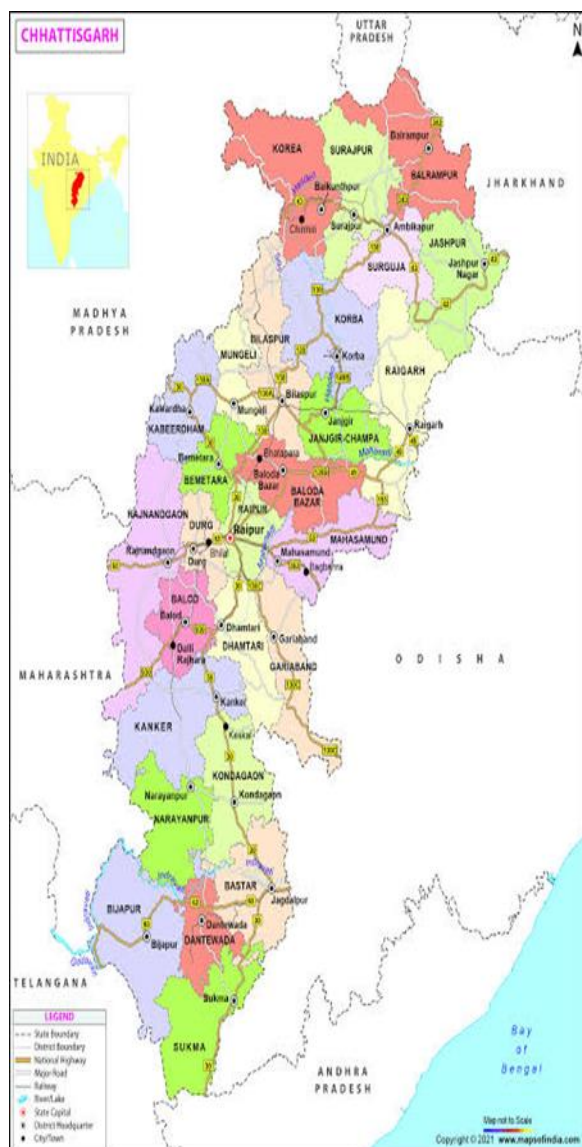 CHHATTISGARH
UTTAR
PRADESH
N
INDIA
KOREA
SURAJPUR
Balrampur
BALRAMPUR
JHARKHAND
Baikunthpur
Surajpur
Ambikapur
SURGUJA
JASHPUR
Jashpur
Nagar
MADHYA
PRADESH
BILASPUR
KORBA
Korba
MUNGELI
RAIGARH
Kawardha
KABEERDHAM
Mungeli
Bilaspur
Janjgir
JANJGIR-CHAMPA
Raigarh
Bemetara
BEMETARA
Bhatapara
Baloda
Bazar
BALODA
BAZAR
RAJNANDGAON
DURG
RAIPUR
Raipur
MAHASAMUND
Rajnandgaon
Bhilai
Durg
Mahasamund
Bagbahra
BALOD
Balod
Dalli
Rajhara
Dhamtari
DHAMTARI
Gariaband
GARIABAND
MAHARASHTRA
ODISHA
Kanker
KANKER
Keskal
KONDAGAON
Narayanpur
NARAYANPUR
Kondagaon
BASTAR
Jagdalpur
BIJAPUR
Bijapur
Dantewada
DANTEWADA
TELANGANA
Sukma
SUKMA
ANDHRA
PRADESH
Bay
of
Bengal
LEGEND
State Boundary
District Boundary
National Highway
Major Road
Railway
River/Lake
State Capital
District Headquarter
City/Town
Map not to Scale
Copyright © 2021 www.mapsofindia.com